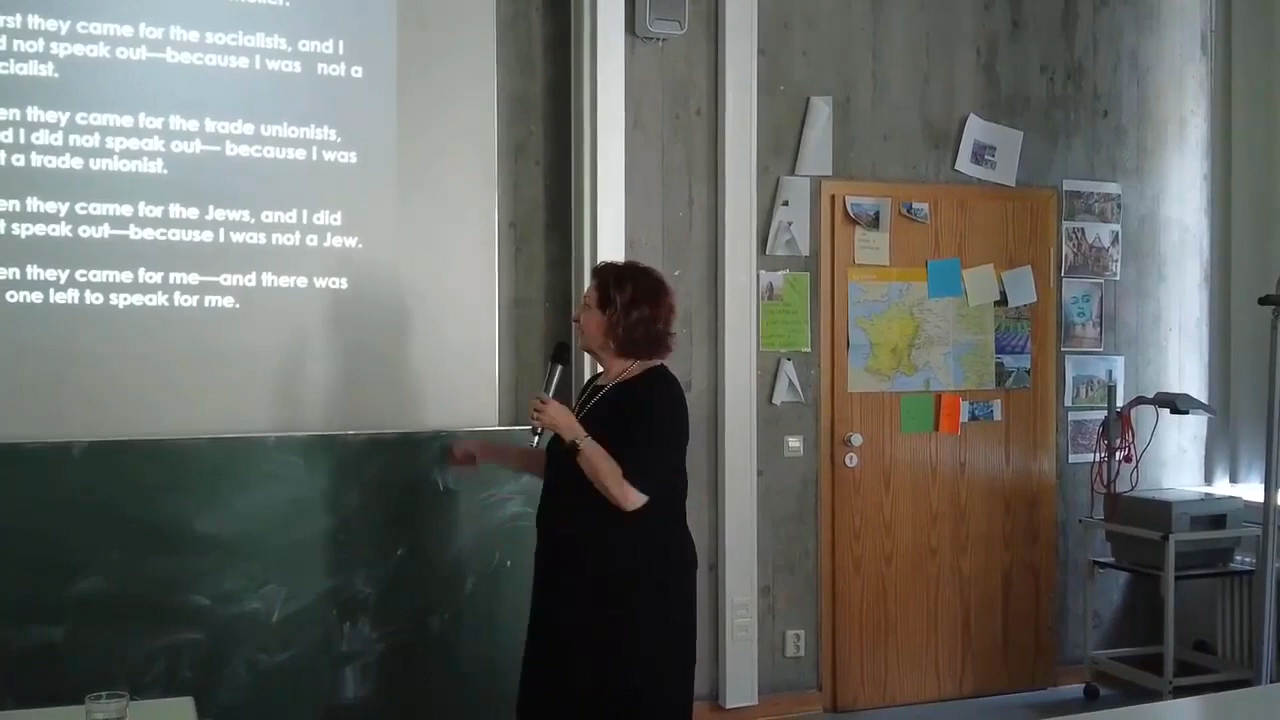 rst they came for the socialists, and I
d not speak out—because I was not a
cialist.
en they came for the trade unionists,
d I did not speak out— because I was
t a trade unionist.
en they came for the Jews, and I did
t speak out—because I was not a Jew.
en they came for me—and there was
one left to speak for me.